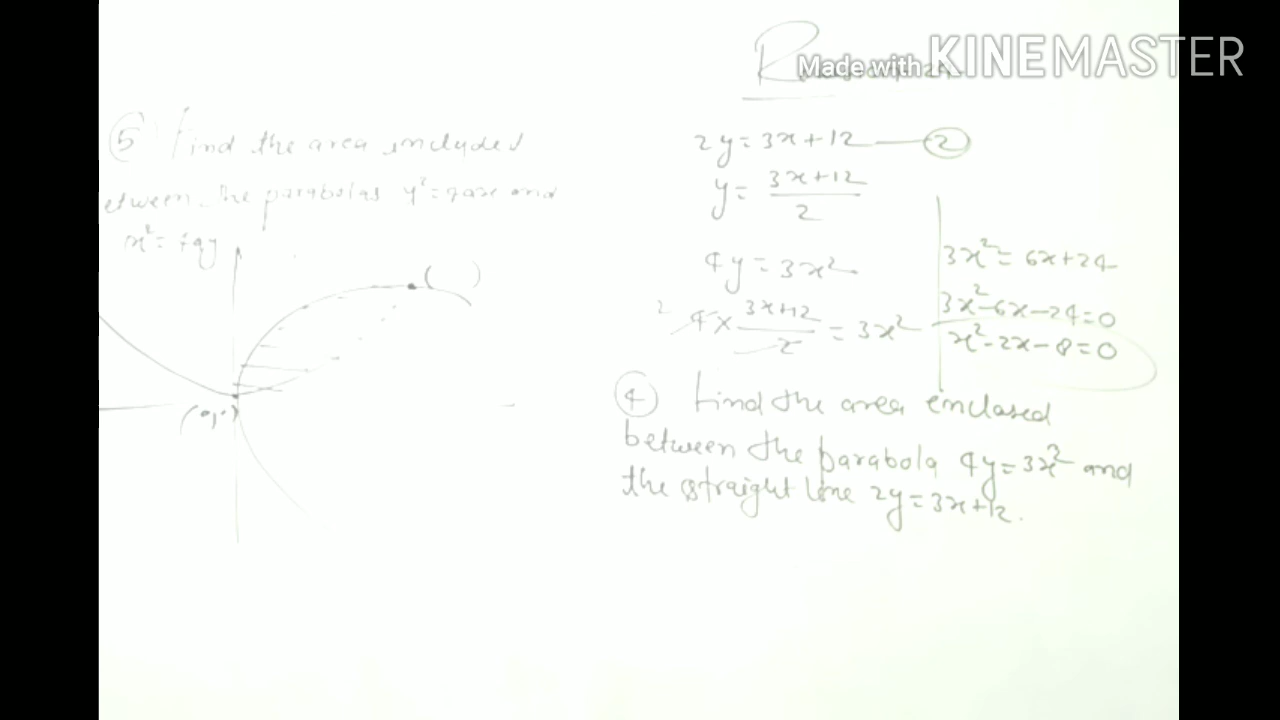 Made with KINEMASTER
⑤ Find the area included
etween the parabolas y²=4ax and
x²=4ay
( )
(0,0)
2y=3x+12 — ②
y= 3x+12 / 2
4y=3x²
2 4x 3x+12 / 2 = 3x²
3x²=6x+24
3x²-6x-24=0
x²-2x-8=0
④ Find the area enclosed
between the parabola 4y=3x² and
the straight line 2y=3x+12.